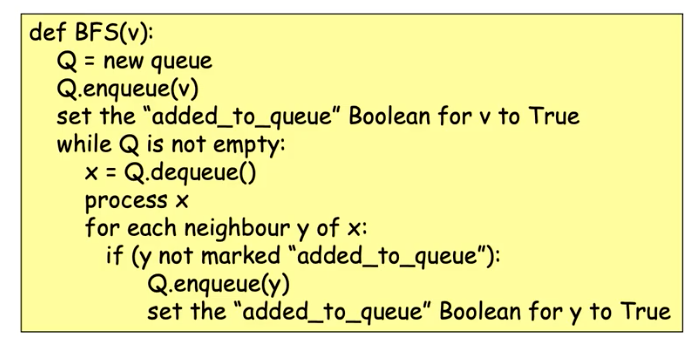 def BFS(v):
Q = new queue
Q.enqueue(v)
set the “added_to_queue” Boolean for v to True
while Q is not empty:
x = Q.dequeue()
process x
for each neighbour y of x:
if (y not marked “added_to_queue”):
Q.enqueue(y)
set the “added_to_queue” Boolean for y to True